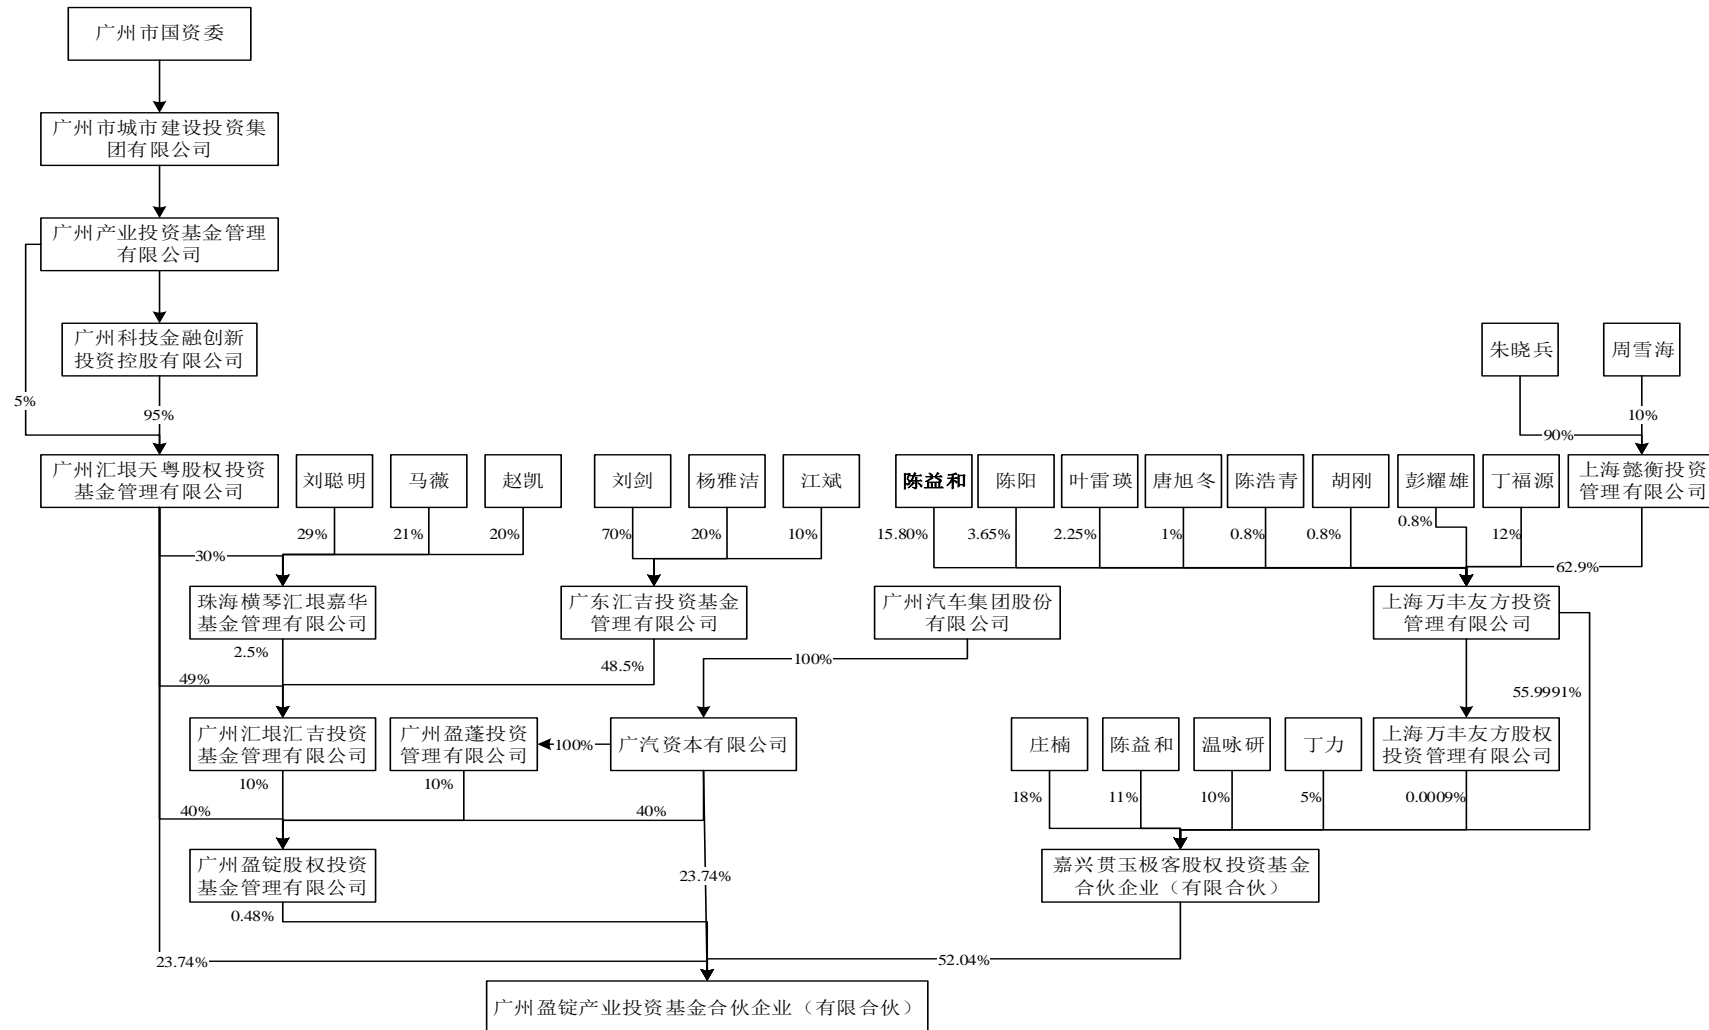 广州市国资委
广州市城市建设投资集
团有限公司
广州产业投资基金管理
有限公司
广州科技金融创新
投资控股有限公司
朱晓兵
周雪海
5%
95%
10%
90%
广州汇垠天粤股权投资
基金管理有限公司
刘聪明
马薇
赵凯
刘剑
杨雅洁
江斌
陈益和
陈阳
叶雷瑛
唐旭冬
陈浩青
胡刚
彭耀雄
丁福源
上海懿衡投资
管理有限公司
29%
21%
20%
70%
20%
10%
15.80%
3.65%
2.25%
1%
0.8%
0.8%
0.8%
12%
30%
62.9%
珠海横琴汇垠嘉华
基金管理有限公司
广东汇吉投资基金
管理有限公司
广州汽车集团股份
有限公司
上海万丰友方投资
管理有限公司
2.5%
48.5%
100%
49%
55.9991%
广州汇垠汇吉投资
基金管理有限公司
广州盈蓬投资
管理有限公司
100%
广汽资本有限公司
庄楠
陈益和
温咏研
丁力
上海万丰友方股权
投资管理有限公司
10%
10%
18%
11%
10%
5%
0.0009%
40%
40%
广州盈锭股权投资
基金管理有限公司
23.74%
嘉兴贯玉极客股权投资基金
合伙企业（有限合伙）
0.48%
23.74%
52.04%
广州盈锭产业投资基金合伙企业（有限合伙）